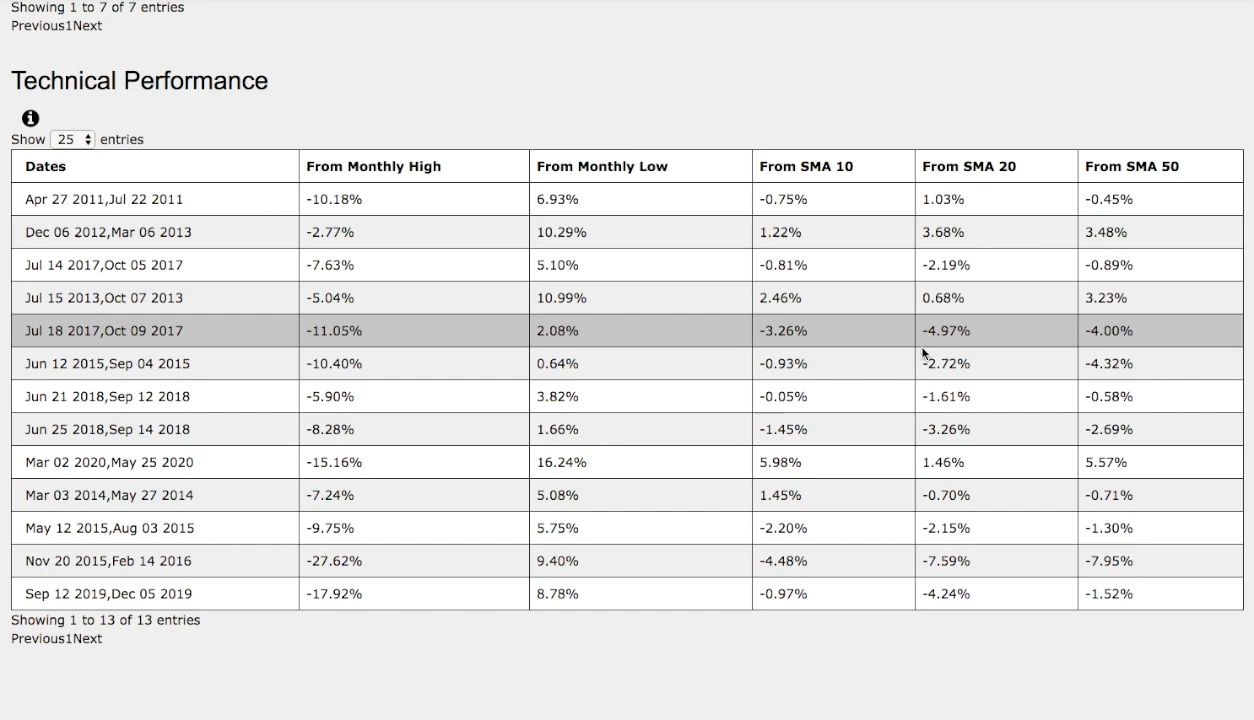 Showing 1 to 7 of 7 entries
Previous1Next
Technical Performance
Show 25 entries
Dates From Monthly High From Monthly Low From SMA 10 From SMA 20 From SMA 50
Apr 27 2011,Jul 22 2011 -10.18% 6.93% -0.75% 1.03% -0.45%
Dec 06 2012,Mar 06 2013 -2.77% 10.29% 1.22% 3.68% 3.48%
Jul 14 2017,Oct 05 2017 -7.63% 5.10% -0.81% -2.19% -0.89%
Jul 15 2013,Oct 07 2013 -5.04% 10.99% 2.46% 0.68% 3.23%
Jul 18 2017,Oct 09 2017 -11.05% 2.08% -3.26% -4.97% -4.00%
Jun 12 2015,Sep 04 2015 -10.40% 0.64% -0.93% -2.72% -4.32%
Jun 21 2018,Sep 12 2018 -5.90% 3.82% -0.05% -1.61% -0.58%
Jun 25 2018,Sep 14 2018 -8.28% 1.66% -1.45% -3.26% -2.69%
Mar 02 2020,May 25 2020 -15.16% 16.24% 5.98% 1.46% 5.57%
Mar 03 2014,May 27 2014 -7.24% 5.08% 1.45% -0.70% -0.71%
May 12 2015,Aug 03 2015 -9.75% 5.75% -2.20% -2.15% -1.30%
Nov 20 2015,Feb 14 2016 -27.62% 9.40% -4.48% -7.59% -7.95%
Sep 12 2019,Dec 05 2019 -17.92% 8.78% -0.97% -4.24% -1.52%
Showing 1 to 13 of 13 entries
Previous1Next